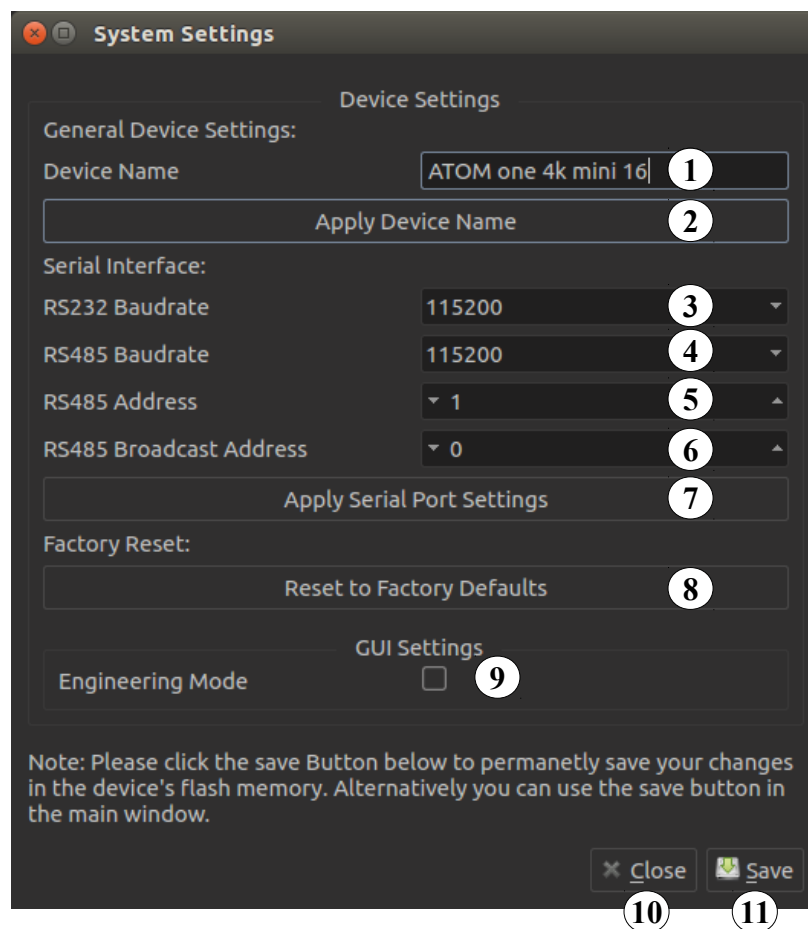 System Settings
Device Settings
General Device Settings:
Device Name ATOM one 4k mini 16 1
Apply Device Name 2
Serial Interface:
RS232 Baudrate 115200 3
RS485 Baudrate 115200 4
RS485 Address 1 5
RS485 Broadcast Address 0 6
Apply Serial Port Settings 7
Factory Reset:
Reset to Factory Defaults 8
GUI Settings
Engineering Mode 9
Note: Please click the save Button below to permanetly save your changes
in the device's flash memory. Alternatively you can use the save button in
the main window.
Close Save
10 11